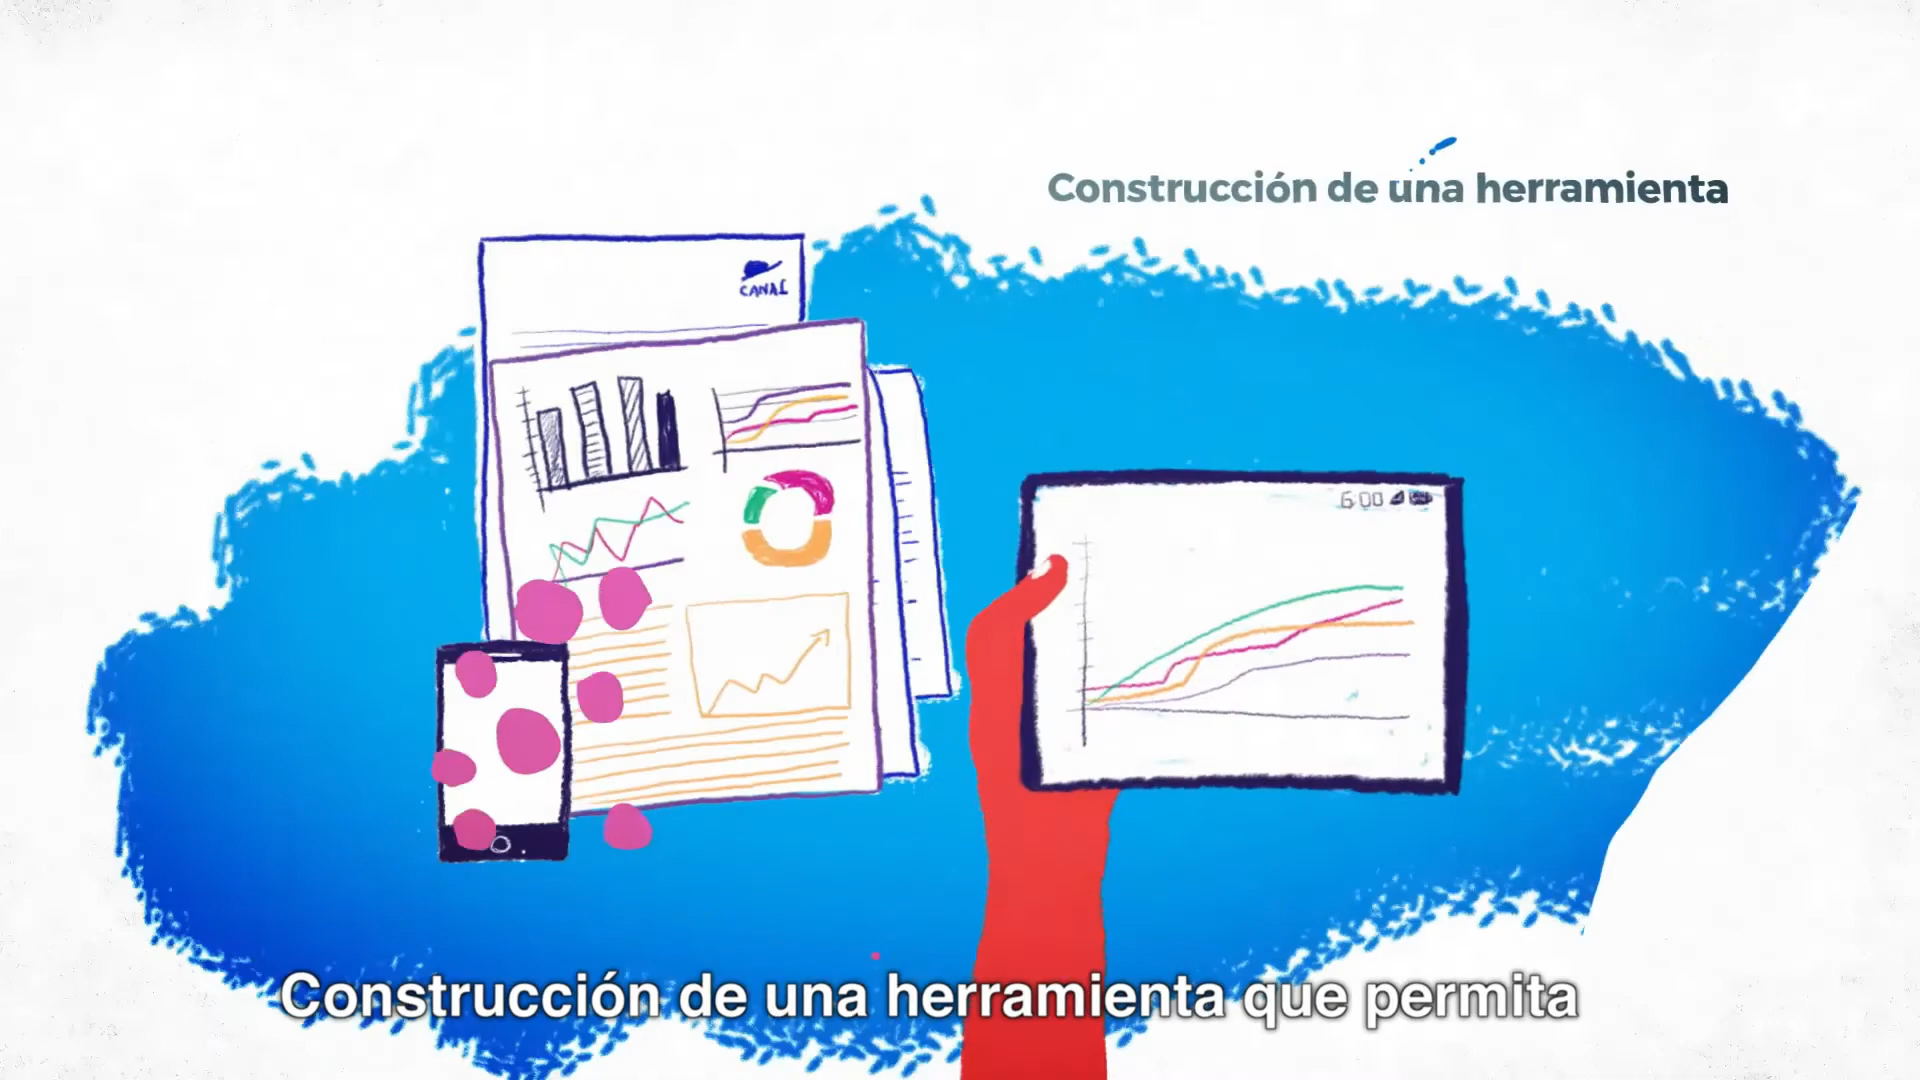 Construcción de una herramienta
CANAL
6:00
Construcción de una herramienta que permita